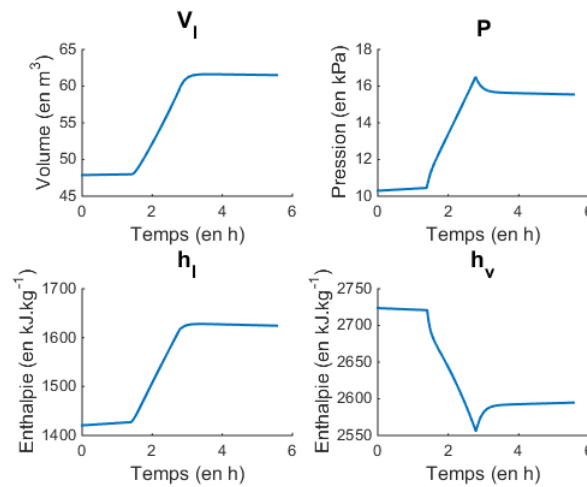 V_l
Volume (en m³)
65
60
55
50
45
0 2 4 6
Temps (en h)
P
Pression (en kPa)
18
16
14
12
10
0 2 4 6
Temps (en h)
h_l
Enthalpie (en kJ.kg⁻¹)
1700
1600
1500
1400
0 2 4 6
Temps (en h)
h_v
Enthalpie (en kJ.kg⁻¹)
2750
2700
2650
2600
2550
0 2 4 6
Temps (en h)